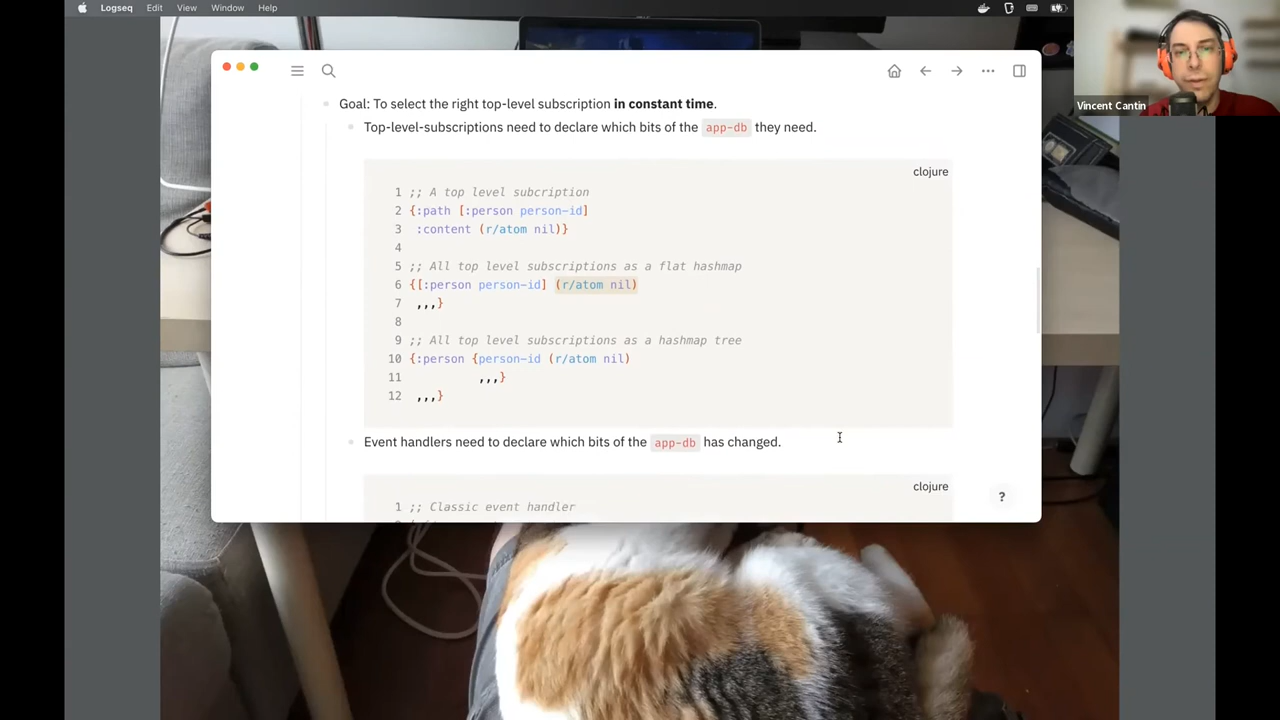 Logseq Edit View Window Help
Vincent Cantin
Goal: To select the right top-level subscription in constant time.
Top-level-subscriptions need to declare which bits of the app-db they need.
clojure
1 ;; A top level subcription
2 {:path [:person person-id]
3 :content (r/atom nil)}
4
5 ;; All top level subscriptions as a flat hashmap
6 {[:person person-id] (r/atom nil)
7 ,,,}
8
9 ;; All top level subscriptions as a hashmap tree
10 {:person {person-id (r/atom nil)
11 ,,,}
12 ,,,}
Event handlers need to declare which bits of the app-db has changed.
clojure
1 ;; Classic event handler
?